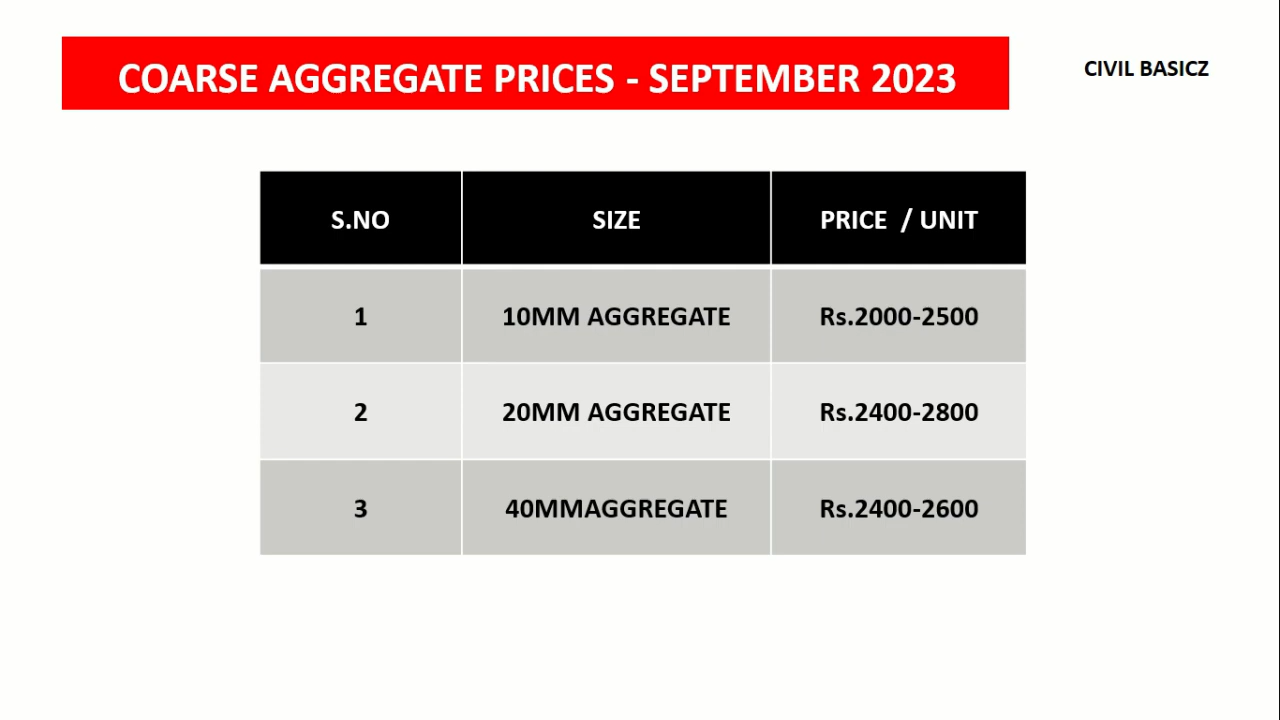 COARSE AGGREGATE PRICES - SEPTEMBER 2023
CIVIL BASICZ
S.NO SIZE PRICE / UNIT
1 10MM AGGREGATE Rs.2000-2500
2 20MM AGGREGATE Rs.2400-2800
3 40MMAGGREGATE Rs.2400-2600